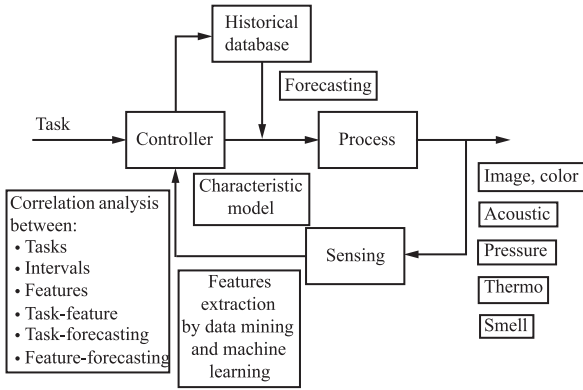 Historical
database
Forecasting
Task
Controller
Process
Characteristic
model
Image, color
Acoustic
Pressure
Thermo
Smell
Correlation analysis
between:
• Tasks
• Intervals
• Features
• Task-feature
• Task-forecasting
• Feature-forecasting
Sensing
Features
extraction
by data mining
and machine
learning